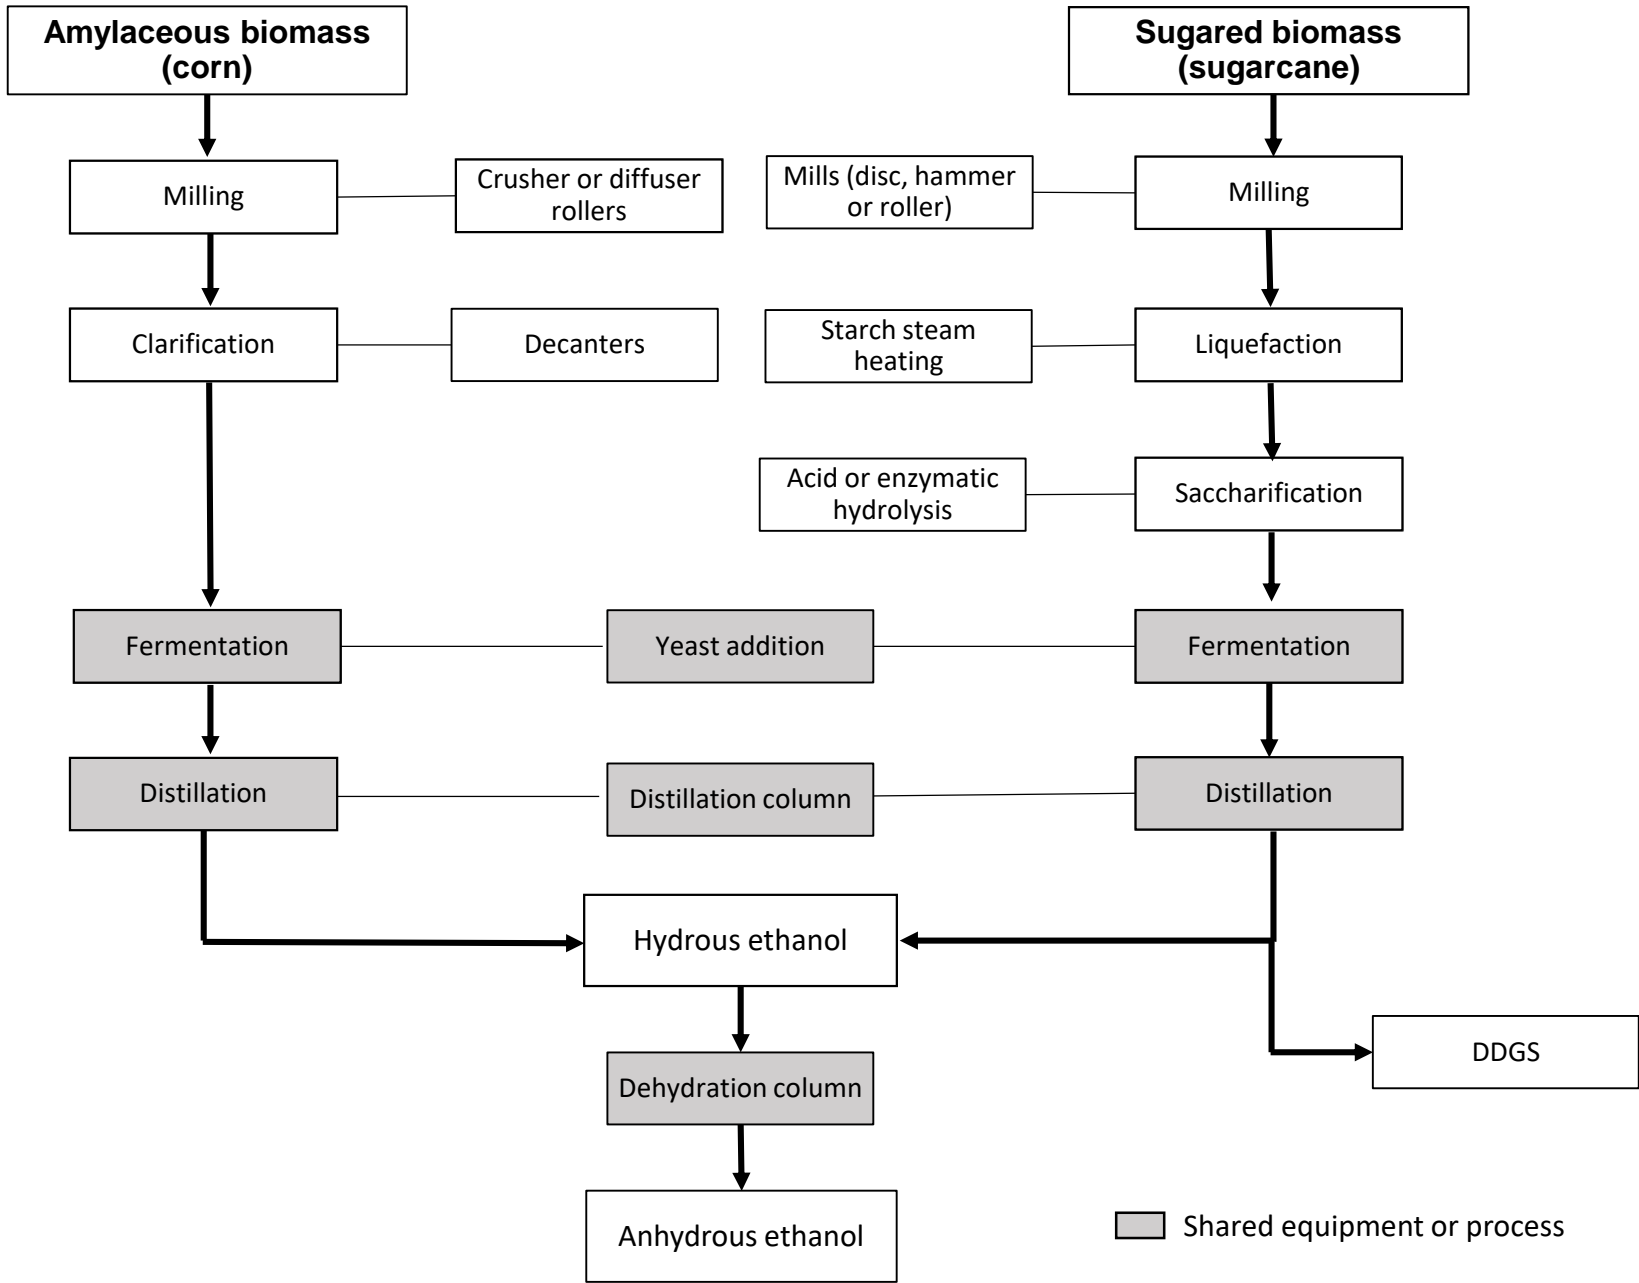 Amylaceous biomass
(corn)
Sugared biomass
(sugarcane)
Milling
Crusher or diffuser
rollers
Mills (disc, hammer
or roller)
Milling
Clarification
Decanters
Starch steam
heating
Liquefaction
Acid or enzymatic
hydrolysis
Saccharification
Fermentation
Yeast addition
Fermentation
Distillation
Distillation column
Distillation
Hydrous ethanol
DDGS
Dehydration column
Anhydrous ethanol
Shared equipment or process